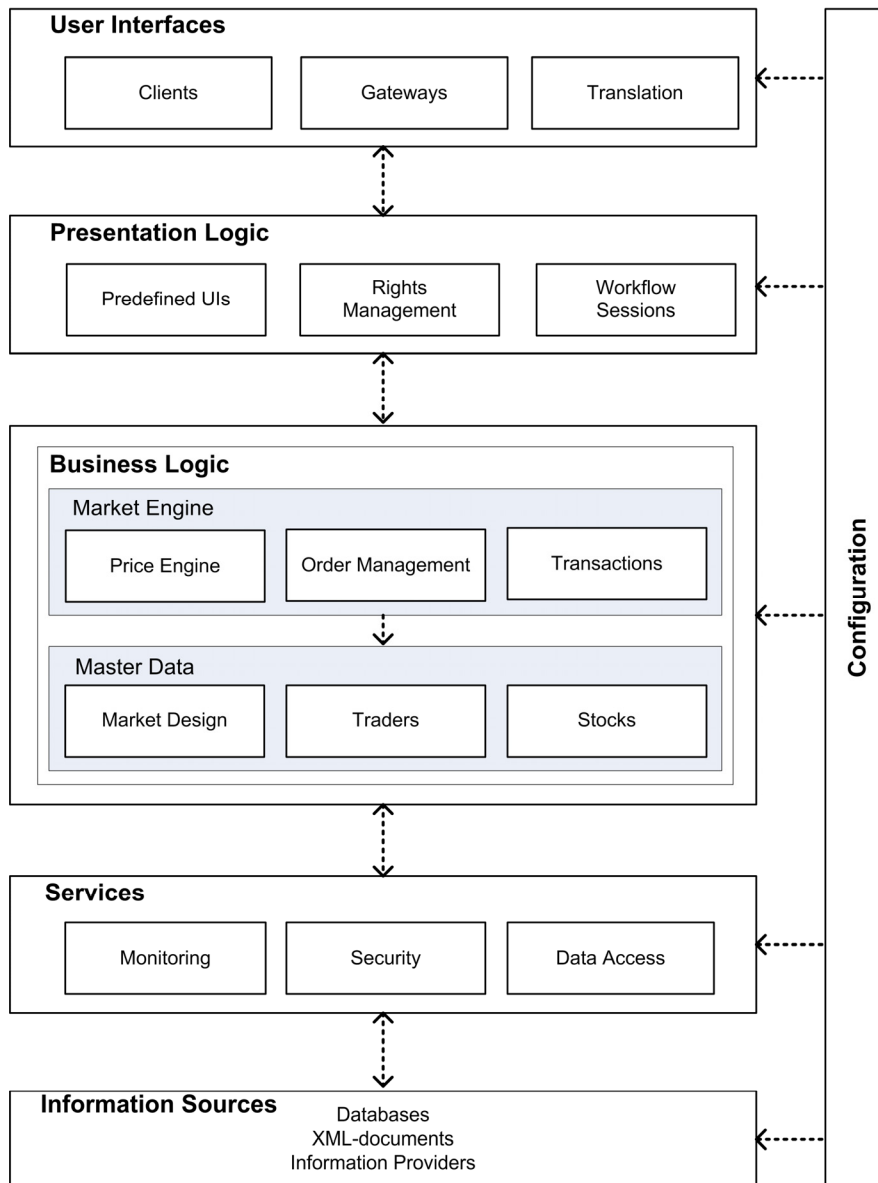 User Interfaces
Clients
Gateways
Translation
Presentation Logic
Predefined UIs
Rights
Management
Workflow
Sessions
Business Logic
Market Engine
Price Engine
Order Management
Transactions
Master Data
Market Design
Traders
Stocks
Services
Monitoring
Security
Data Access
Information Sources
Databases
XML-documents
Information Providers
Configuration